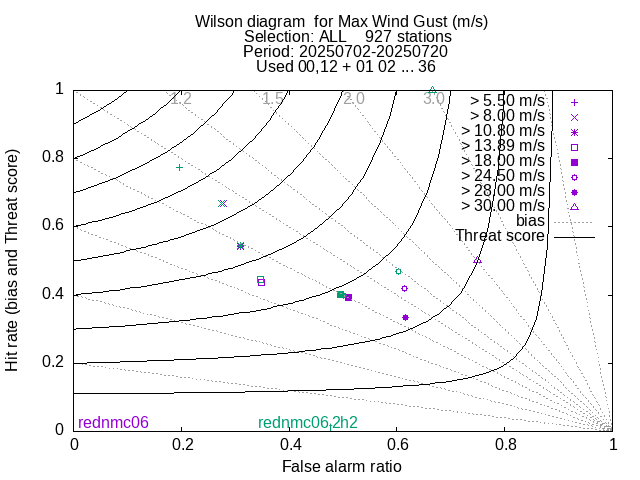 Wilson diagram  for Max Wind Gust (m/s)
Selection: ALL    927 stations
Period: 20250702-20250720
Used 00,12 + 01 02 ... 36
1.2 1.5 2.0 3.0
> 5.50 m/s
> 8.00 m/s
> 10.80 m/s
> 13.89 m/s
> 18.00 m/s
> 24.50 m/s
> 28.00 m/s
> 30.00 m/s
bias
Threat score
Hit rate (bias and Threat score)
1
0.8
0.6
0.4
0.2
0
rednmc06 rednmc06,2h2
0 0.2 0.4 0.6 0.8 1
False alarm ratio